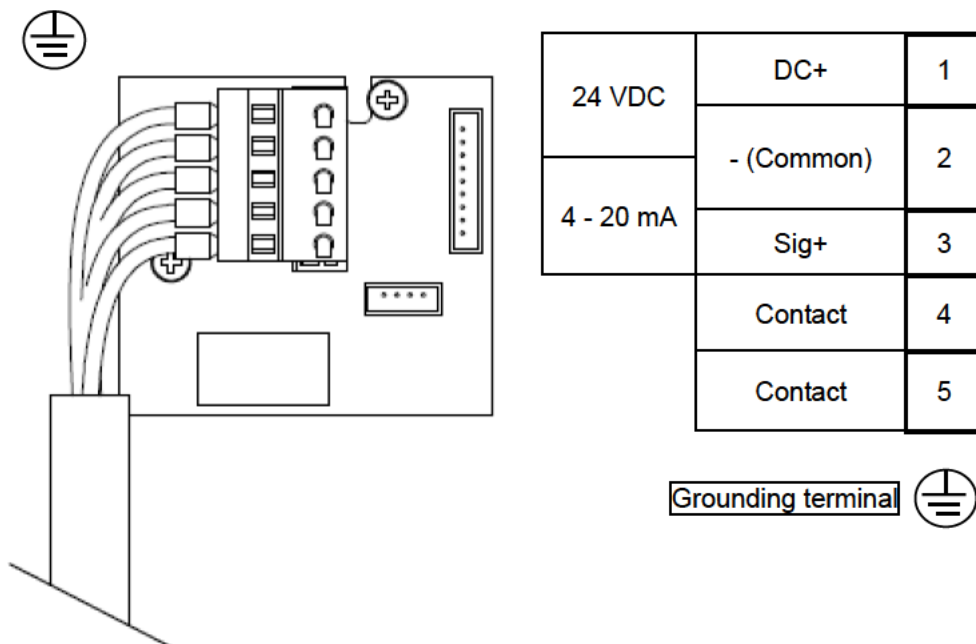 24 VDC
DC+
1
- (Common)
2
4 - 20 mA
Sig+
3
Contact
4
Contact
5
Grounding terminal